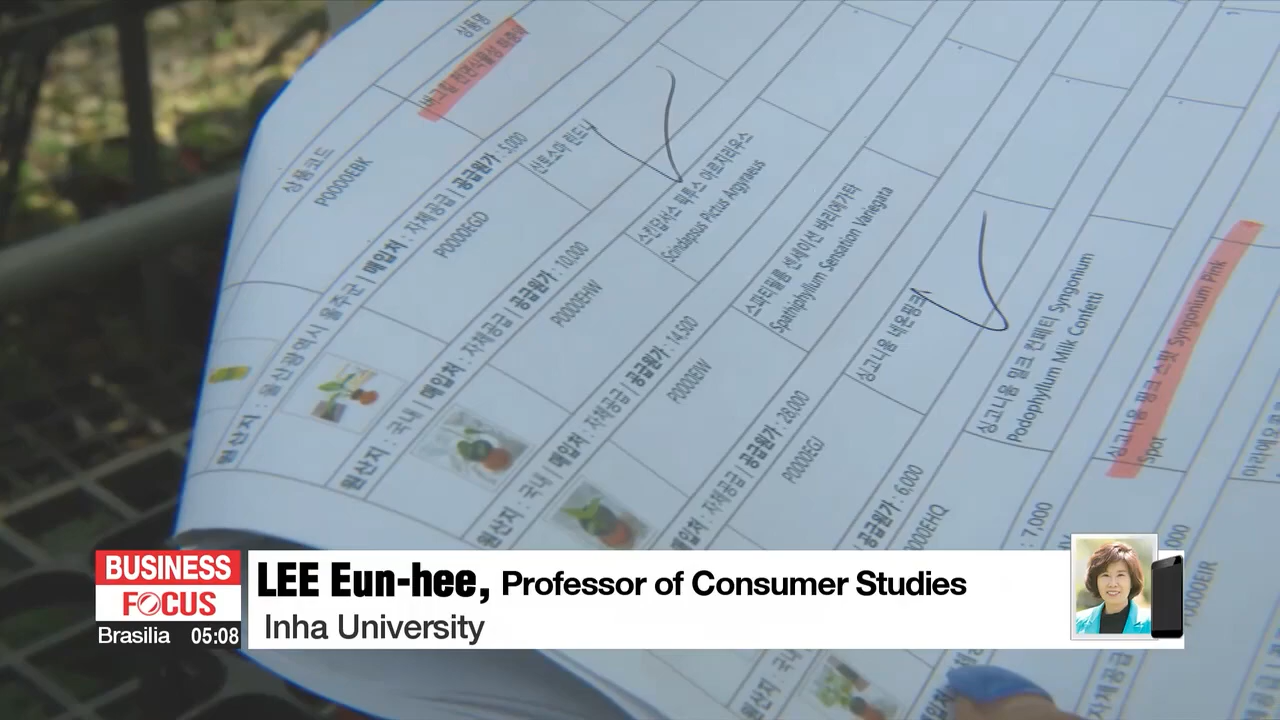 상품명
상품코드
P0000EBK
원산지 : 울산광역시 울주군 | 매입처 : 자체공급 | 공급원가 : 5,000
P0000EGD
원산지 : 국내 | 매입처 : 자체공급 | 공급원가 : 10,000
스킨답서스 픽투스 아르지리우스
Scindapsus Pictus Argyraeus
P0000EHW
원산지 : 국내 | 매입처 : 자체공급 | 공급원가 : 14,500
스파티필름 센세이션 바리에가타
Spathiphyllum Sensation Variegata
P0000EIW
매입처 : 자체공급 | 공급원가 : 28,000
싱고니움 네온핑크
P0000EGJ
공급원가 : 6,000
싱고니움 밀크 컨페티 Syngonium
Podophyllum Milk Confetti
P0000EHQ
: 7,000
싱고니움 핑크 스팟 Syngonium Pink
Spot
P0000EIR
000
BUSINESS
FOCUS
LEE Eun-hee, Professor of Consumer Studies
Inha University
Brasilia 05:08